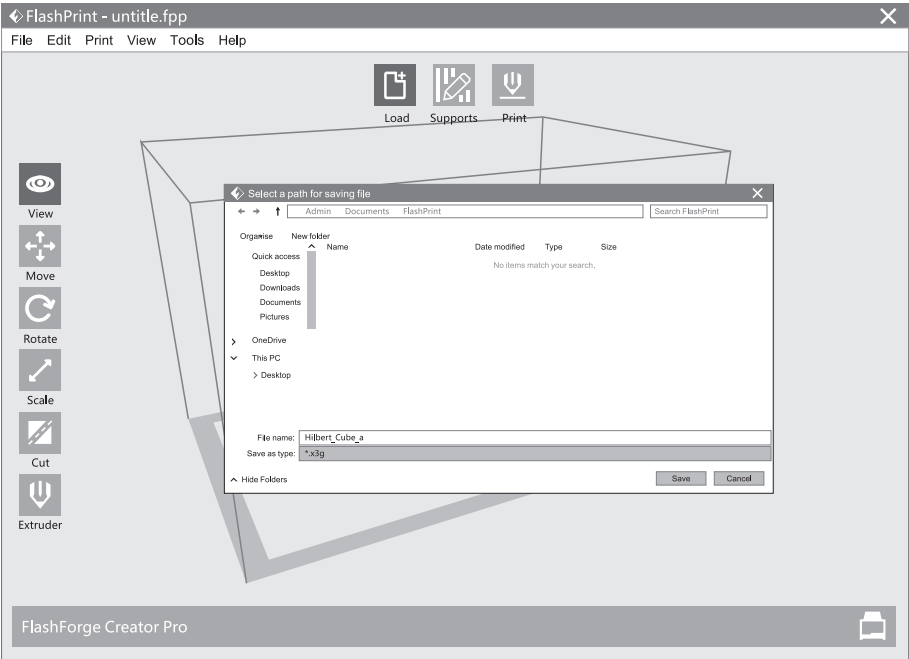 FlashPrint - untitle.fpp
File Edit Print View Tools Help
Load Supports Print
View
Move
Rotate
Scale
Cut
Extruder
Select a path for saving file
Admin Documents FlashPrint Search FlashPrint
Organise New folder
Name Date modified Type Size
Quick access
No items match your search.
Desktop
Downloads
Documents
Pictures
OneDrive
This PC
Desktop
File name: Hilbert_Cube_a
Save as type: *.x3g
Hide Folders Save Cancel
FlashForge Creator Pro